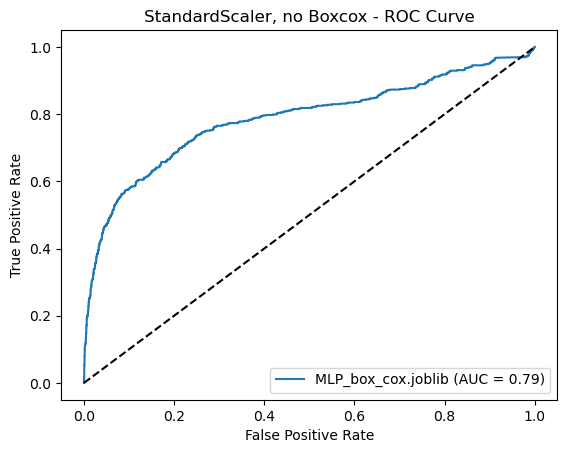 StandardScaler, no Boxcox - ROC Curve
1.0
0.8
0.6
0.4
0.2
0.0
True Positive Rate
MLP_box_cox.joblib (AUC = 0.79)
0.0 0.2 0.4 0.6 0.8 1.0
False Positive Rate